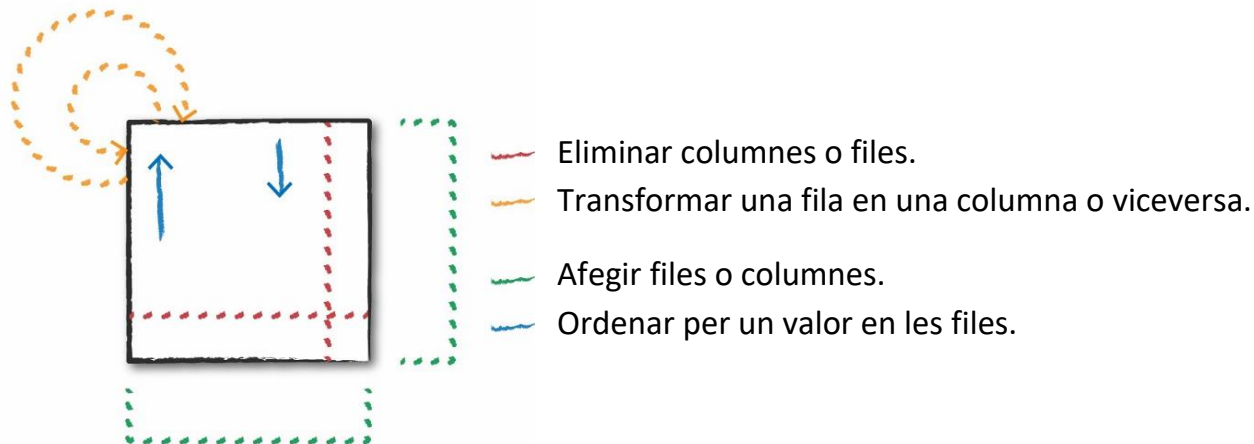 Eliminar columnes o files.
Transformar una fila en una columna o viceversa.
Afegir files o columnes.
Ordenar per un valor en les files.